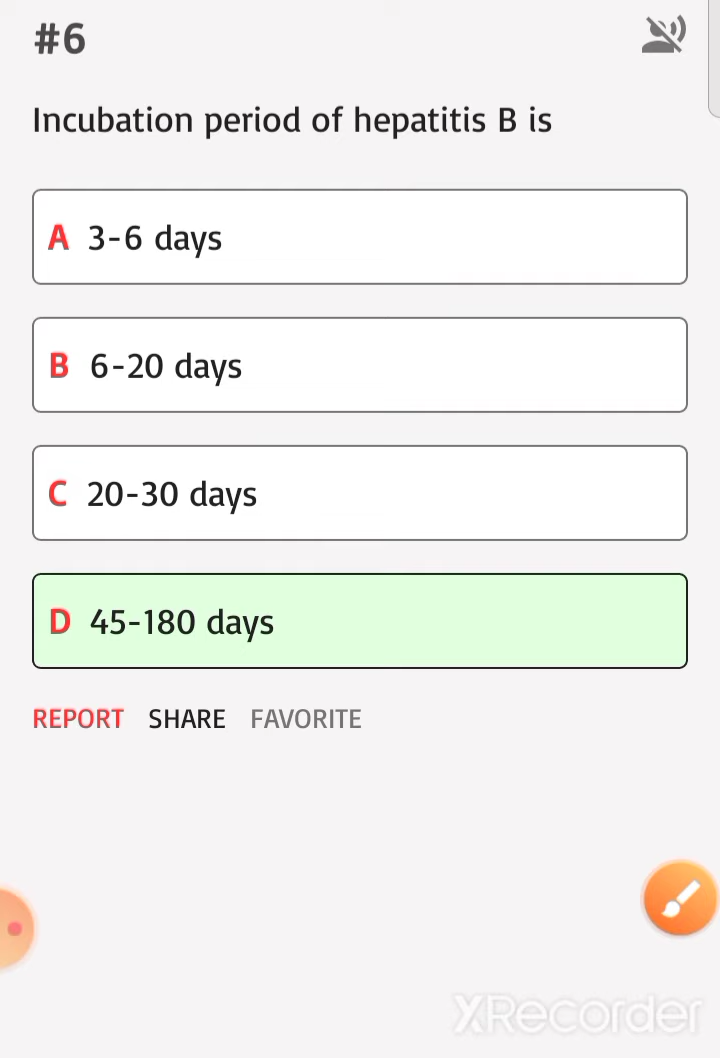 #6
Incubation period of hepatitis B is
A 3-6 days
B 6-20 days
C 20-30 days
D 45-180 days
REPORT SHARE FAVORITE
XRecorder